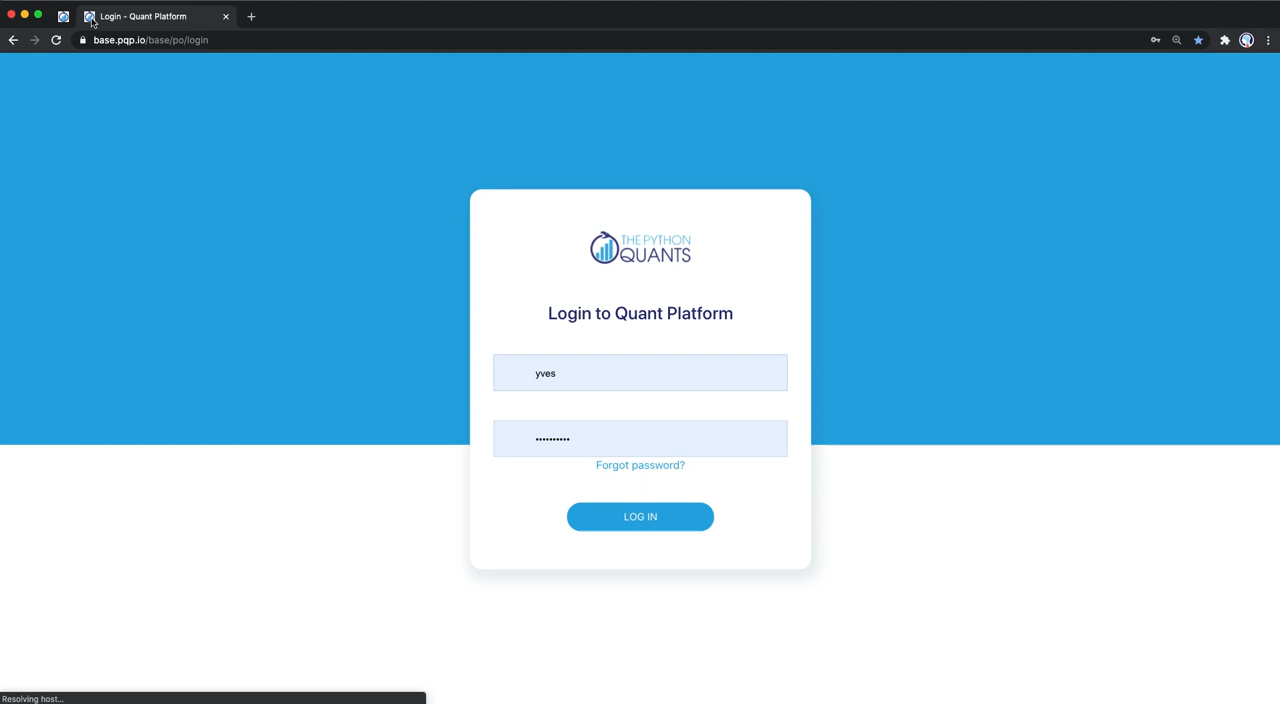 Login - Quant Platform
base.pqp.io/base/po/login
THE PYTHON
QUANTS
Login to Quant Platform
yves
••••••••••
Forgot password?
LOG IN
Resolving host...